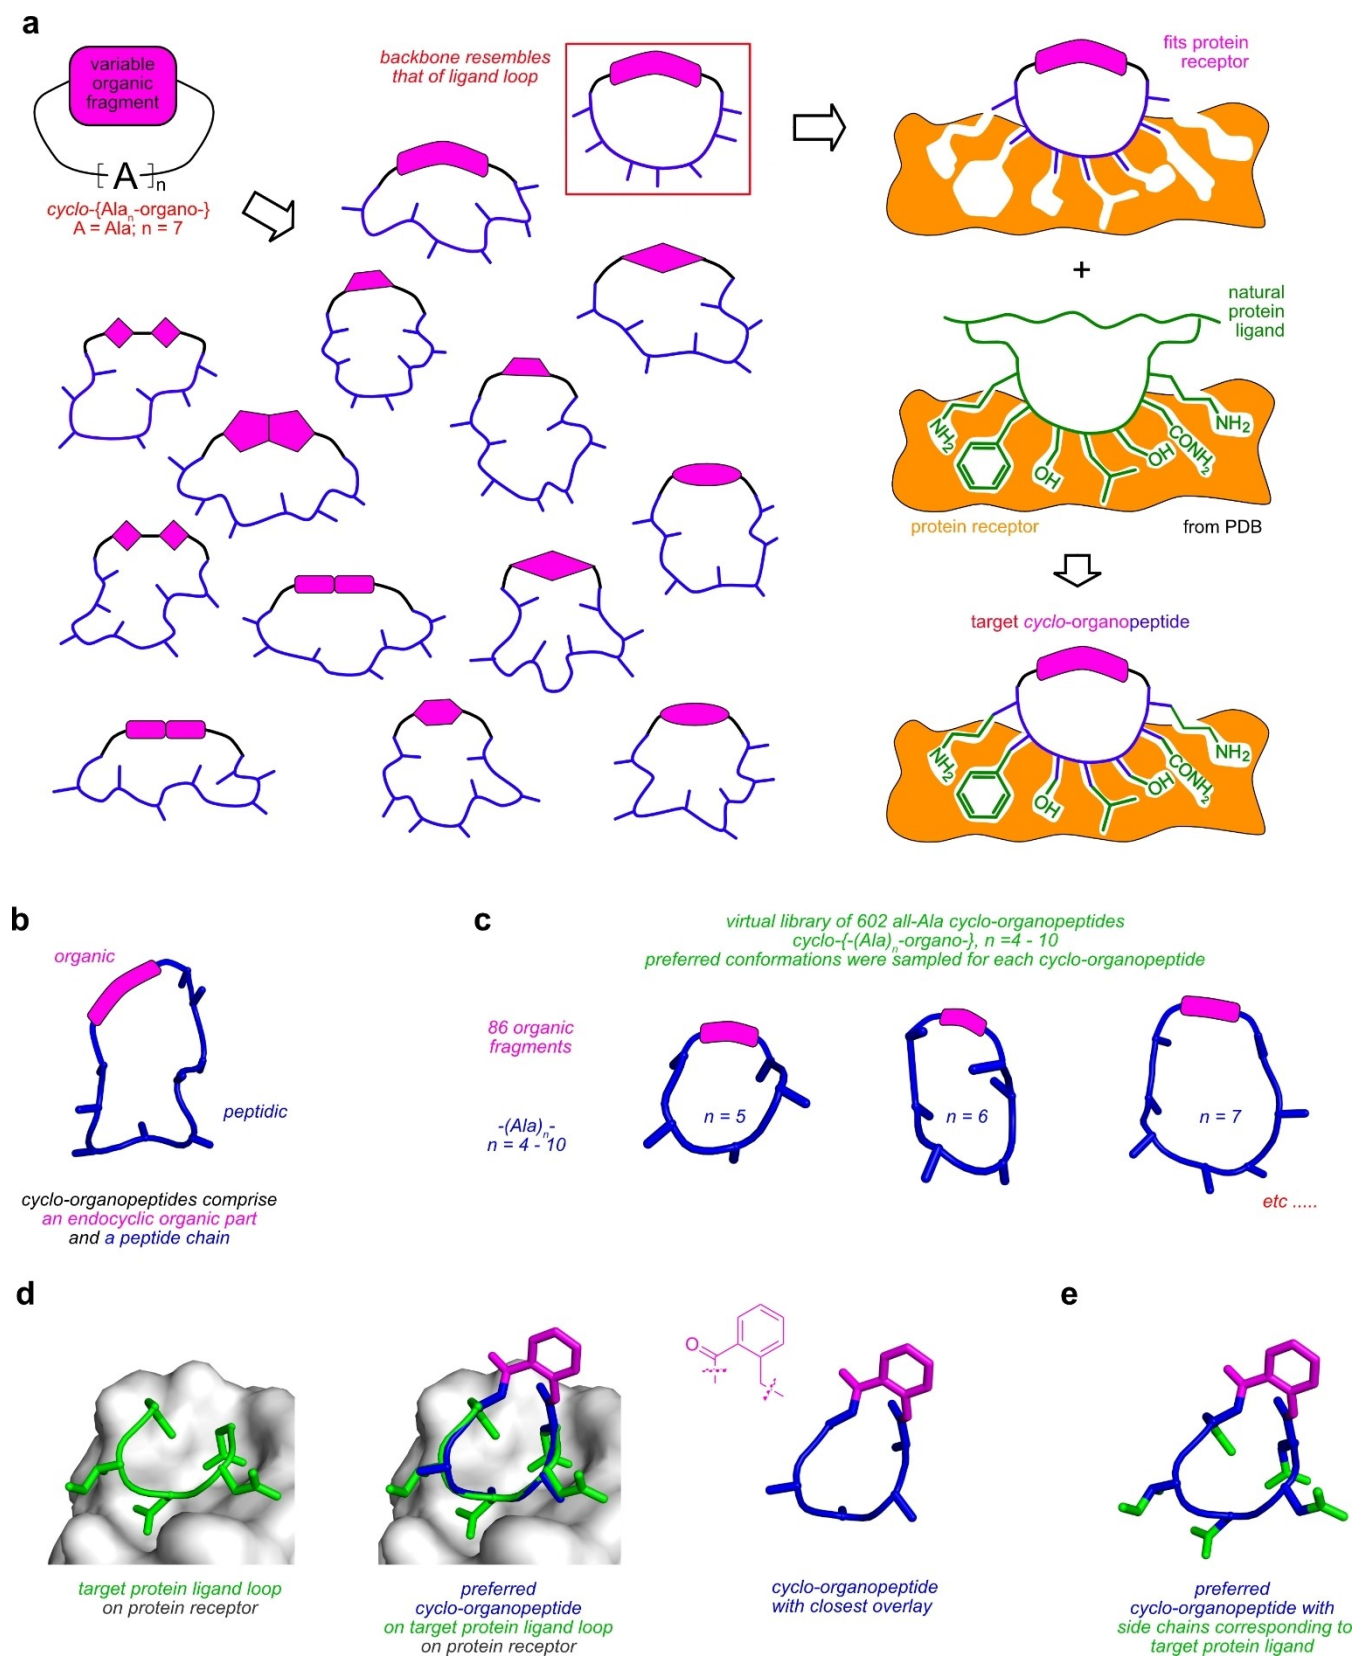 a
variable
organic
fragment
[A]n
cyclo-{Alan-organo-}
A = Ala; n = 7
backbone resembles
that of ligand loop
fits protein
receptor
+
natural
protein
ligand
NH2
OH
OH
CONH2
NH2
protein receptor
from PDB
target cyclo-organopeptide
NH2
OH
OH
CONH2
NH2
b
organic
peptidic
cyclo-organopeptides comprise
an endocyclic organic part
and a peptide chain
c
virtual library of 602 all-Ala cyclo-organopeptides
cyclo-{-(Ala)n-organo-}, n =4 - 10
preferred conformations were sampled for each cyclo-organopeptide
86 organic
fragments
-(Ala)n-
n = 4 - 10
n = 5
n = 6
n = 7
etc .....
d
O
target protein ligand loop
on protein receptor
preferred
cyclo-organopeptide
on target protein ligand loop
on protein receptor
cyclo-organopeptide
with closest overlay
e
preferred
cyclo-organopeptide with
side chains corresponding to
target protein ligand